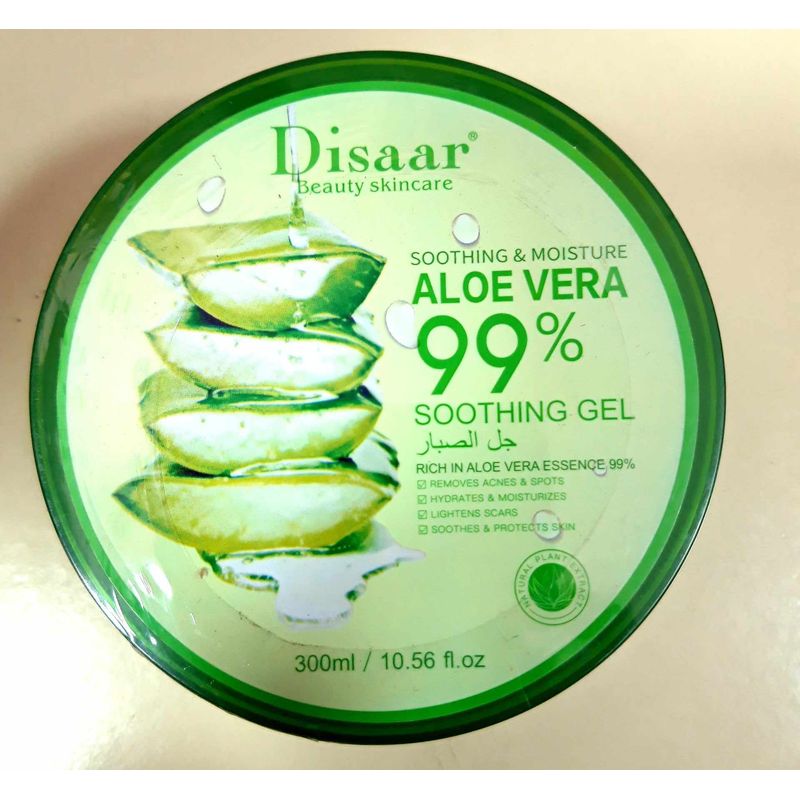 Disaar®
Beauty skincare
SOOTHING & MOISTURE
ALOE VERA
99%
SOOTHING GEL
جل الصبار
RICH IN ALOE VERA ESSENCE 99%
REMOVES ACNES & SPOTS
HYDRATES & MOISTURIZES
LIGHTENS SCARS
SOOTHES & PROTECTS SKIN
NATURAL PLANT EXTRACT
300ml / 10.56 fl.oz